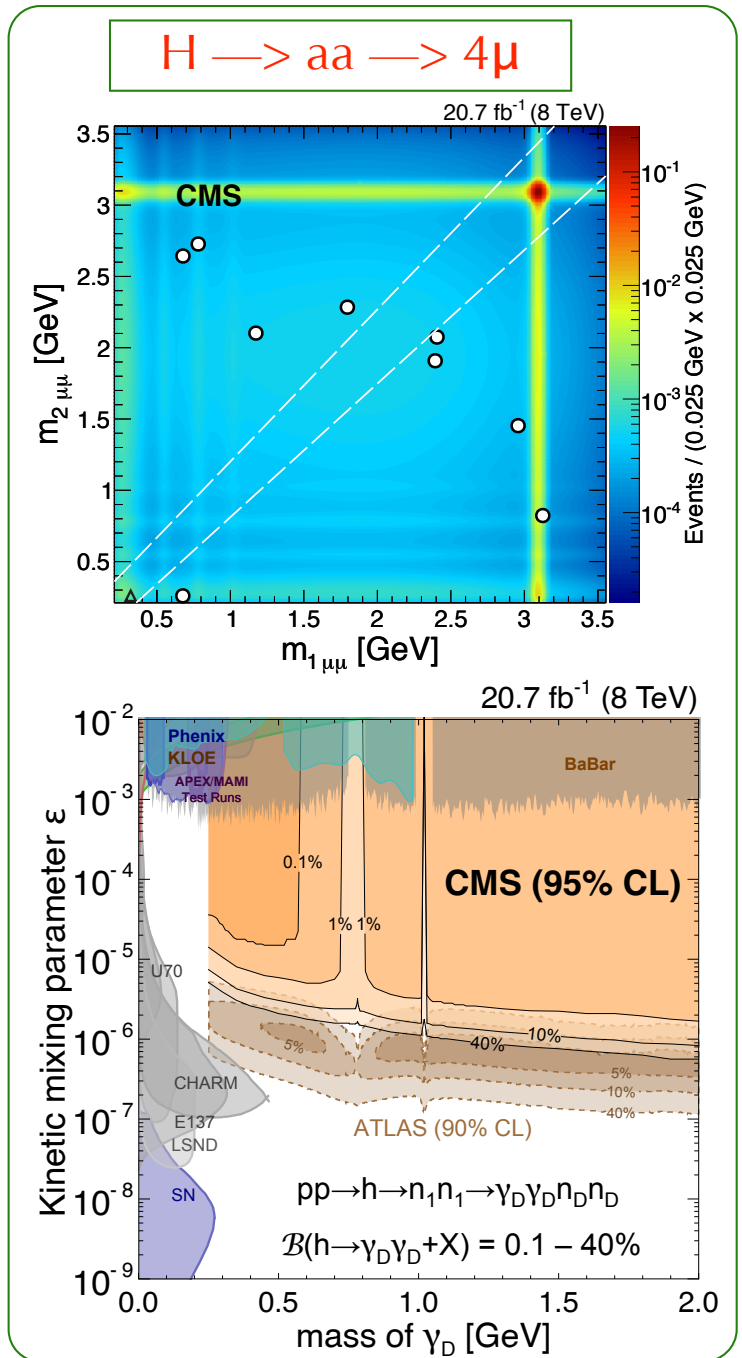 H —> aa —> 4μ
20.7 fb⁻¹ (8 TeV)
CMS
m₂ μμ [GeV]
3.5
3
2.5
2
1.5
1
0.5
0.5 1 1.5 2 2.5 3 3.5
m₁ μμ [GeV]
10⁻¹
10⁻²
10⁻³
10⁻⁴
Events / (0.025 GeV x 0.025 GeV)
20.7 fb⁻¹ (8 TeV)
Kinetic mixing parameter ε
10⁻²
10⁻³
10⁻⁴
10⁻⁵
10⁻⁶
10⁻⁷
10⁻⁸
10⁻⁹
Phenix
KLOE
APEX/MAMI
Test Runs
BaBar
0.1%
CMS (95% CL)
1% 1%
U70
10%
40%
5%
5%
10%
40%
CHARM
E137
LSND
ATLAS (90% CL)
SN
pp→h→n₁n₁→γDγDnDnD
ℬ(h→γDγD+X) = 0.1 – 40%
0.0 0.5 1.0 1.5 2.0
mass of γD [GeV]